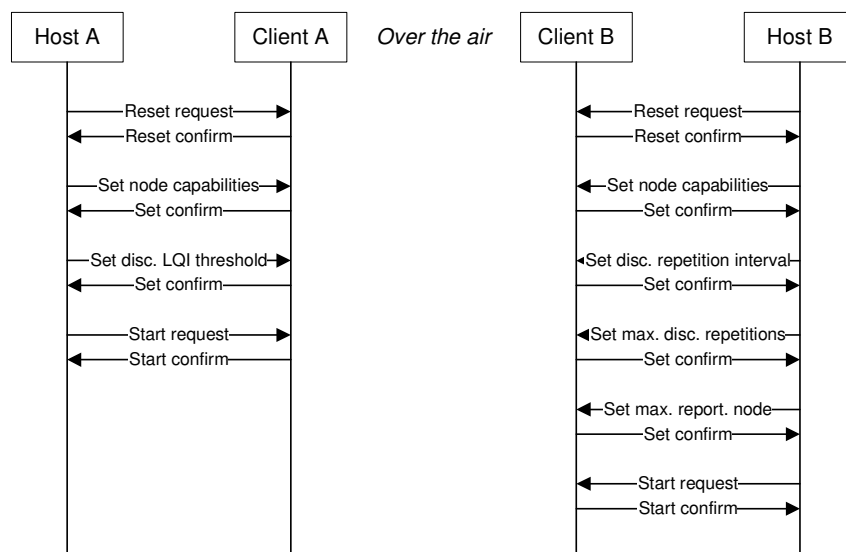 Host A
Client A
Over the air
Client B
Host B
Reset request
Reset request
Reset confirm
Reset confirm
Set node capabilities
Set node capabilities
Set confirm
Set confirm
Set disc. LQI threshold
Set disc. repetition interval
Set confirm
Set confirm
Start request
Set max. disc. repetitions
Start confirm
Set confirm
Set max. report. node
Set confirm
Start request
Start confirm